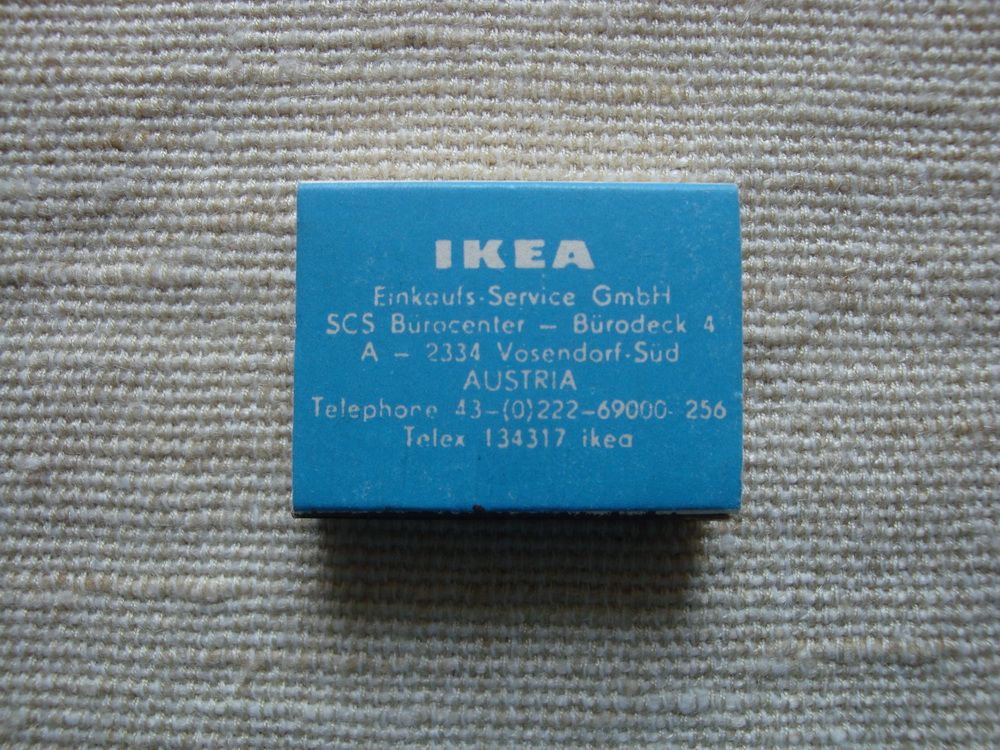 IKEA
Einkaufs-Service GmbH
SCS Bürocenter – Bürodeck 4
A – 2334 Vösendorf-Süd
AUSTRIA
Telephone 43-(0)222-69000-256
Telex 134317 ikea